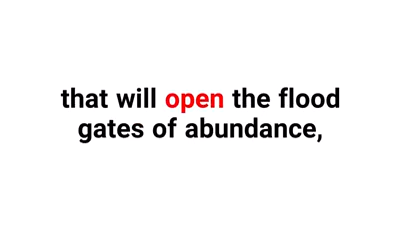 that will open the flood
gates of abundance,